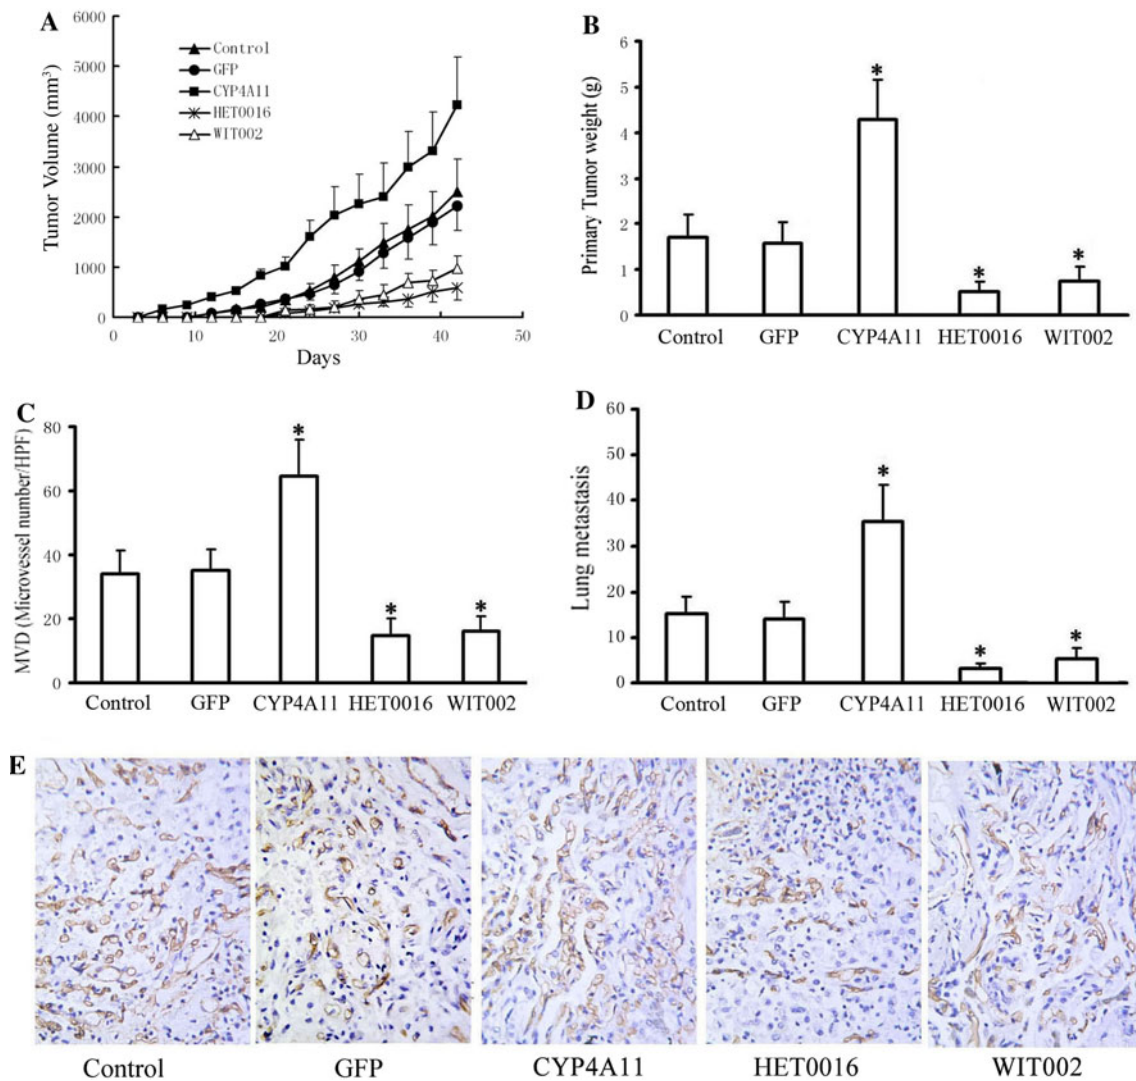 A
Tumor Volume (mm³)
6000
5000
4000
3000
2000
1000
0
Control
GFP
CYP4A11
HET0016
WIT002
0 10 20 30 40 50
Days
B
Primary Tumor weight (g)
6
5
4
3
2
1
0
* * *
Control GFP CYP4A11 HET0016 WIT002
C
MVD (Microvessel number/HPF)
80
60
40
20
0
* * *
Control GFP CYP4A11 HET0016 WIT002
D
Lung metastasis
60
50
40
30
20
10
0
* * *
Control GFP CYP4A11 HET0016 WIT002
E
Control GFP CYP4A11 HET0016 WIT002